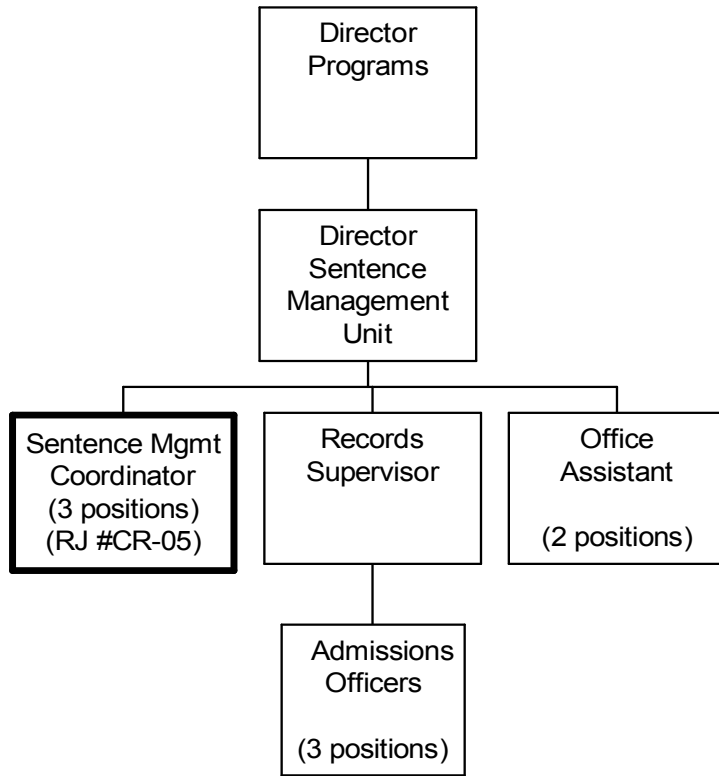 Director
Programs
Director
Sentence
Management
Unit
Sentence Mgmt
Coordinator
(3 positions)
(RJ #CR-05)
Records
Supervisor
Office
Assistant
(2 positions)
Admissions
Officers
(3 positions)